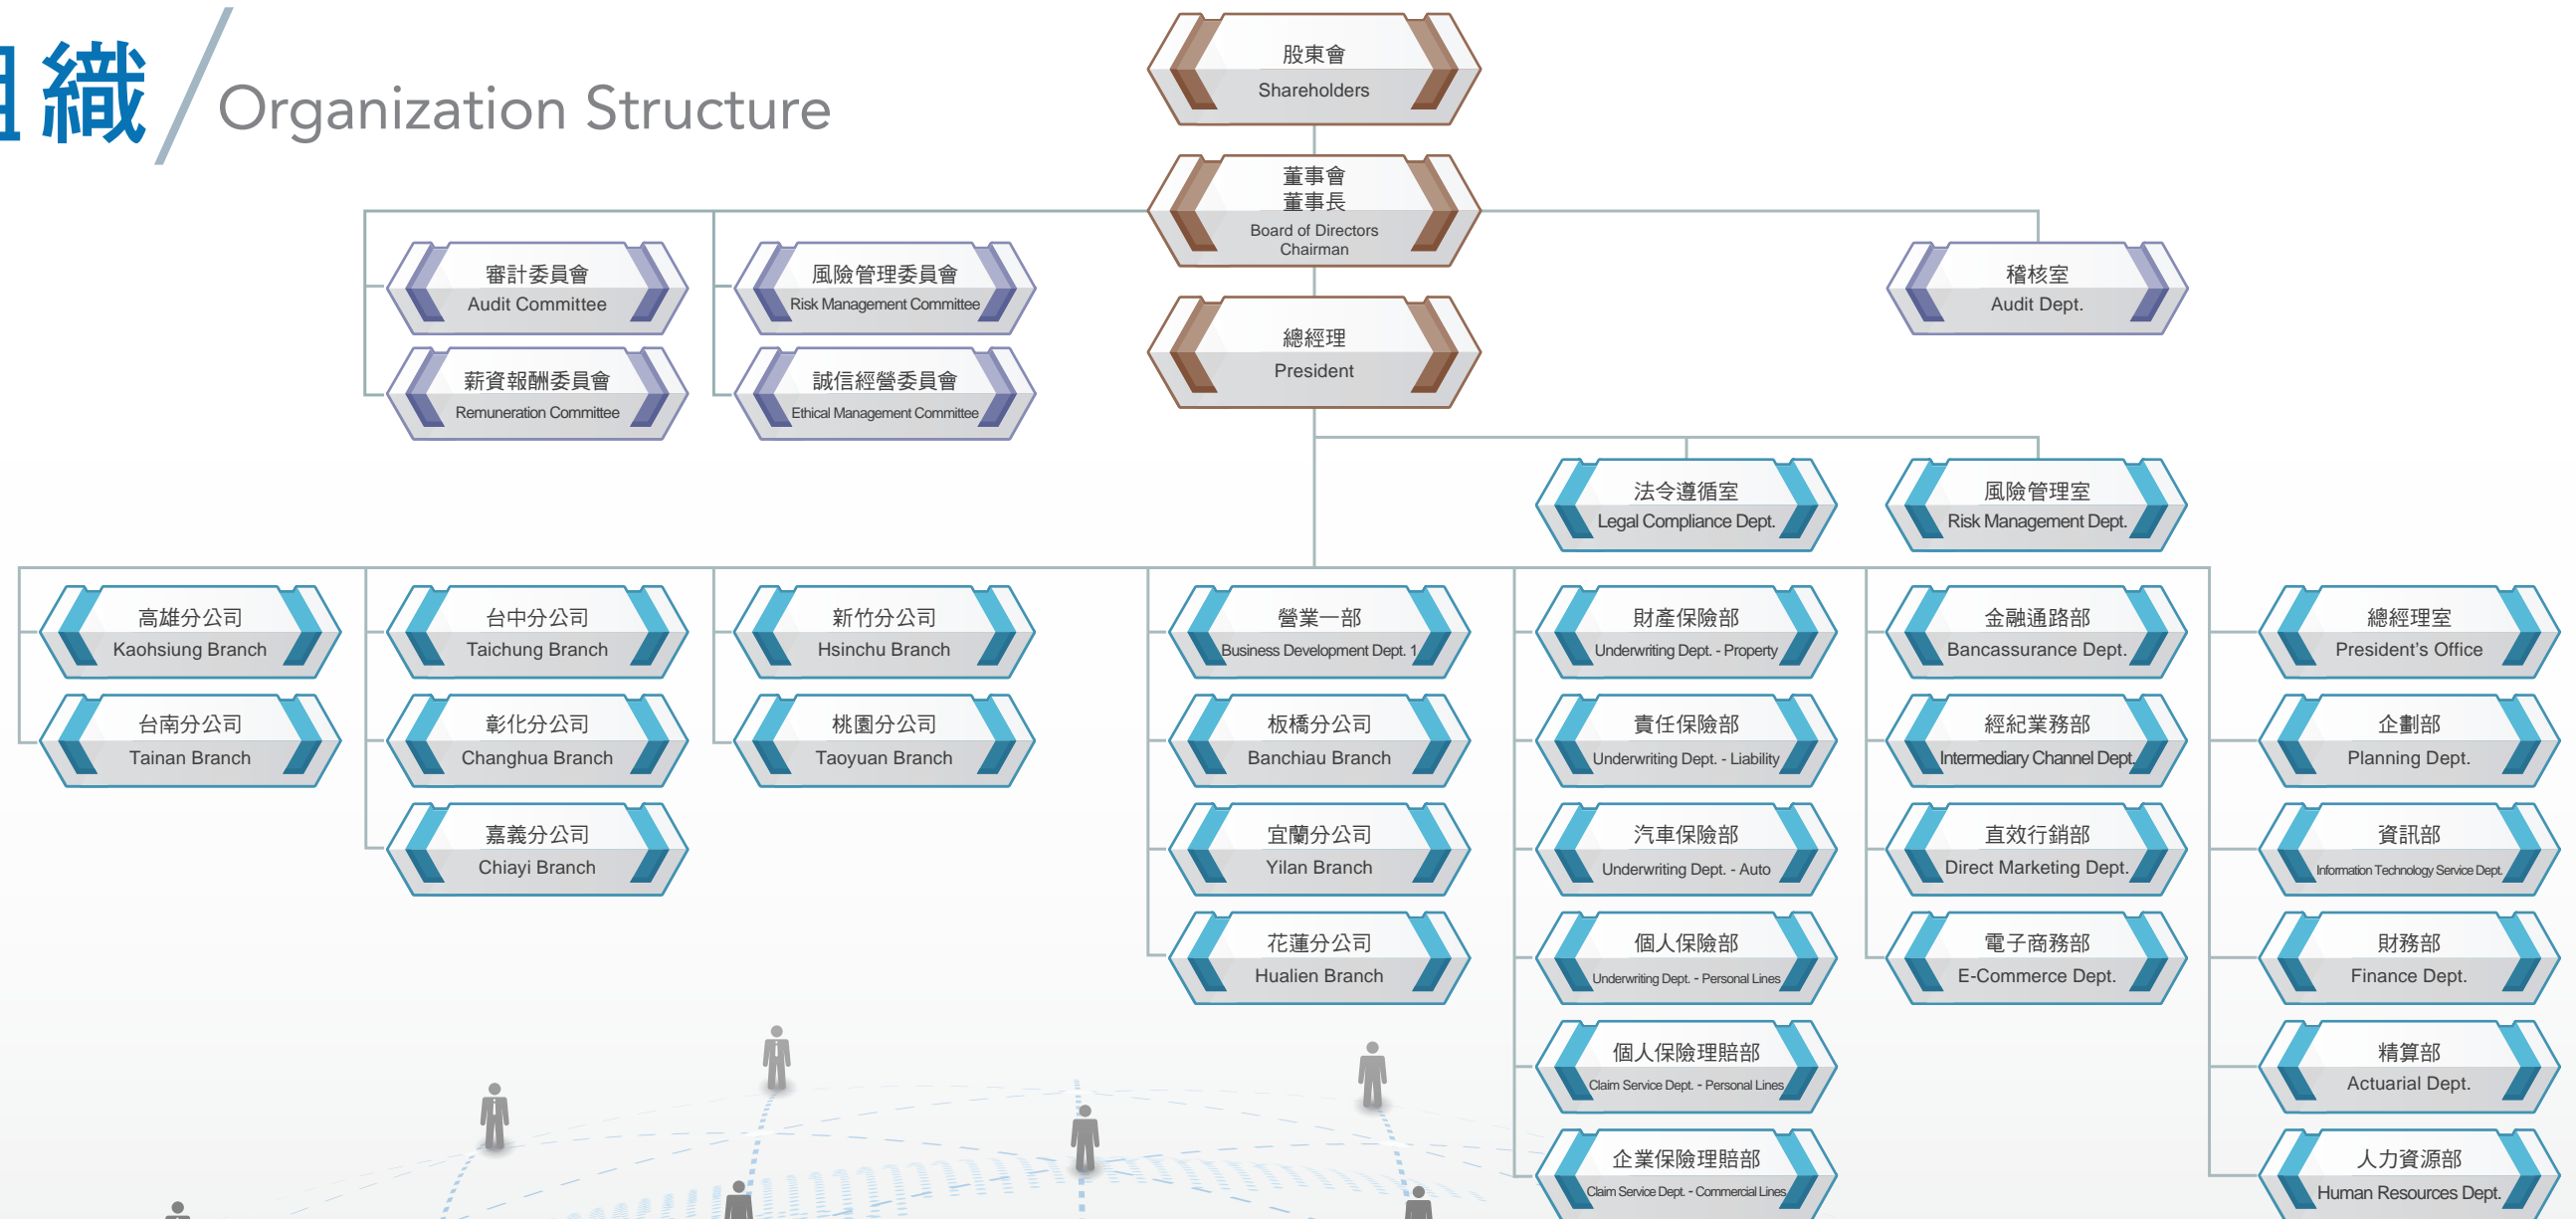 織
Organization Structure
股東會
Shareholders
董事會
董事長
Board of Directors
Chairman
審計委員會
Audit Committee
風險管理委員會
Risk Management Committee
稽核室
Audit Dept.
總經理
President
薪資報酬委員會
Remuneration Committee
誠信經營委員會
Ethical Management Committee
法令遵循室
Legal Compliance Dept.
風險管理室
Risk Management Dept.
高雄分公司
Kaohsiung Branch
台南分公司
Tainan Branch
台中分公司
Taichung Branch
彰化分公司
Changhua Branch
嘉義分公司
Chiayi Branch
新竹分公司
Hsinchu Branch
桃園分公司
Taoyuan Branch
營業一部
Business Development Dept. 1
板橋分公司
Banchiau Branch
宜蘭分公司
Yilan Branch
花蓮分公司
Hualien Branch
財產保險部
Underwriting Dept. - Property
責任保險部
Underwriting Dept. - Liability
汽車保險部
Underwriting Dept. - Auto
個人保險部
Underwriting Dept. - Personal Lines
個人保險理賠部
Claim Service Dept. - Personal Lines
企業保險理賠部
Claim Service Dept. - Commercial Lines
金融通路部
Bancassurance Dept.
經紀業務部
Intermediary Channel Dept.
直效行銷部
Direct Marketing Dept.
電子商務部
E-Commerce Dept.
總經理室
President's Office
企劃部
Planning Dept.
資訊部
Information Technology Service Dept.
財務部
Finance Dept.
精算部
Actuarial Dept.
人力資源部
Human Resources Dept.